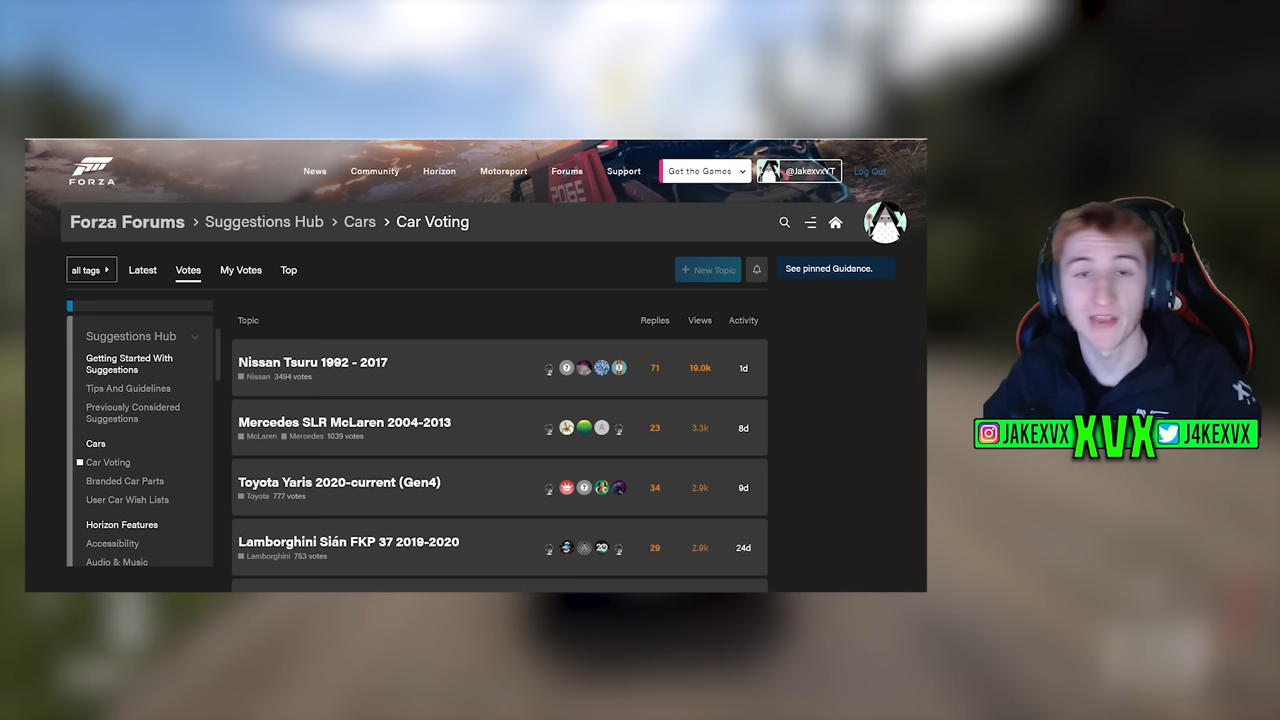 FORZA
News Community Horizon Motorsport Forums Support Get the Games @JakexvxYT Log Out
2065
Forza Forums > Suggestions Hub > Cars > Car Voting
all tags Latest Votes My Votes Top + New Topic See pinned Guidance.
Suggestions Hub
Getting Started With
Suggestions
Tips And Guidelines
Previously Considered
Suggestions
Cars
Car Voting
Branded Car Parts
User Car Wish Lists
Horizon Features
Accessibility
Audio & Music
Topic Replies Views Activity
Nissan Tsuru 1992 - 2017
Nissan 3494 votes
71 19.0k 1d
Mercedes SLR McLaren 2004-2013
McLaren Mercedes 1039 votes
23 3.3k 8d
Toyota Yaris 2020-current (Gen4)
Toyota 777 votes
34 2.9k 9d
Lamborghini Sián FKP 37 2019-2020
Lamborghini 753 votes
29 2.9k 24d
JAKEXVX XVX J4KEXVX